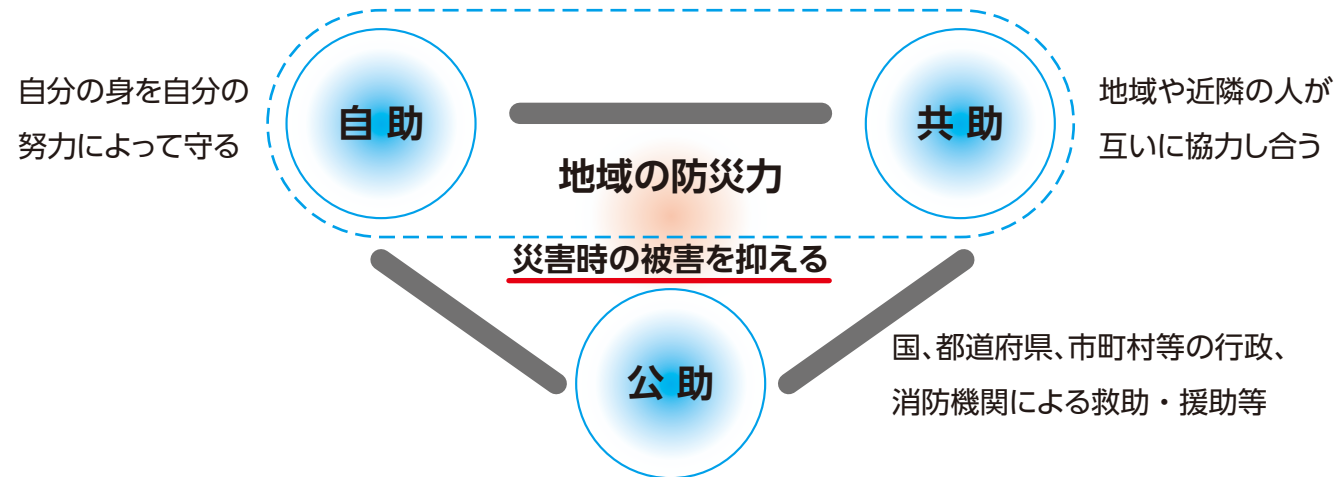 自分の身を自分の
努力によって守る
自助
共助
地域や近隣の人が
互いに協力し合う
地域の防災力
災害時の被害を抑える
公助
国、都道府県、市町村等の行政、
消防機関による救助・援助等